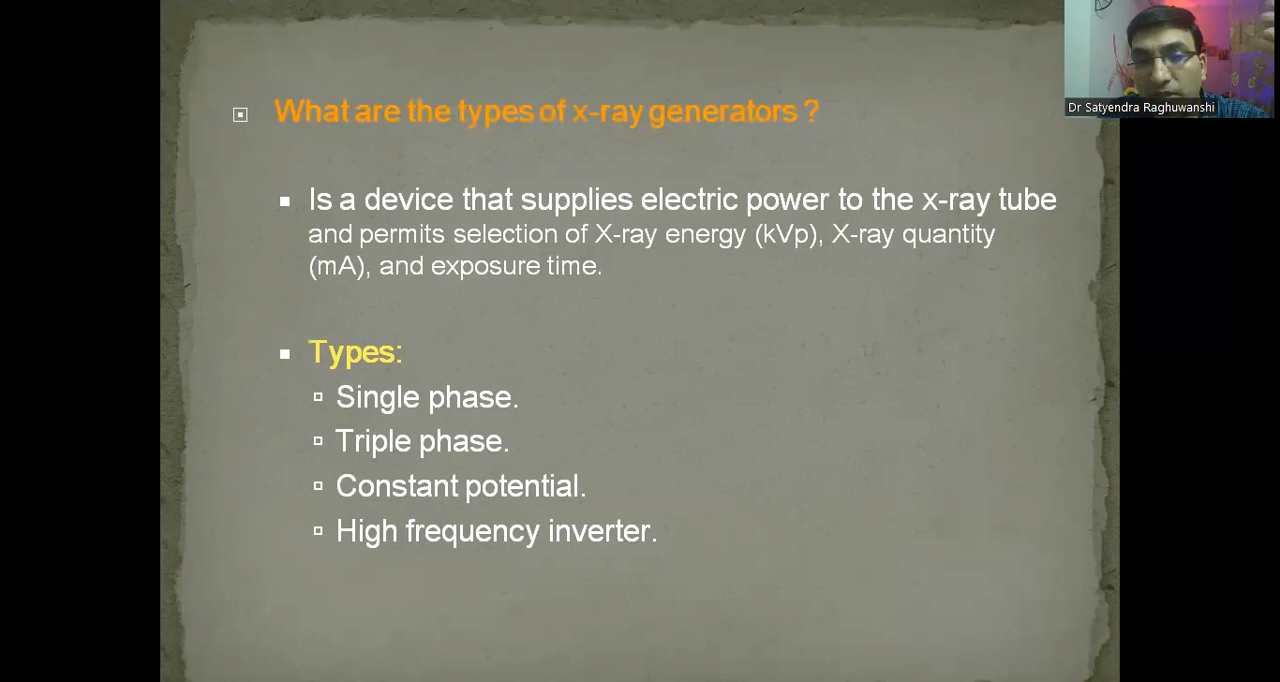 Dr Satyendra Raghuwanshi
What are the types of x-ray generators ?
Is a device that supplies electric power to the x-ray tube
and permits selection of X-ray energy (kVp), X-ray quantity
(mA), and exposure time.
Types:
Single phase.
Triple phase.
Constant potential.
High frequency inverter.